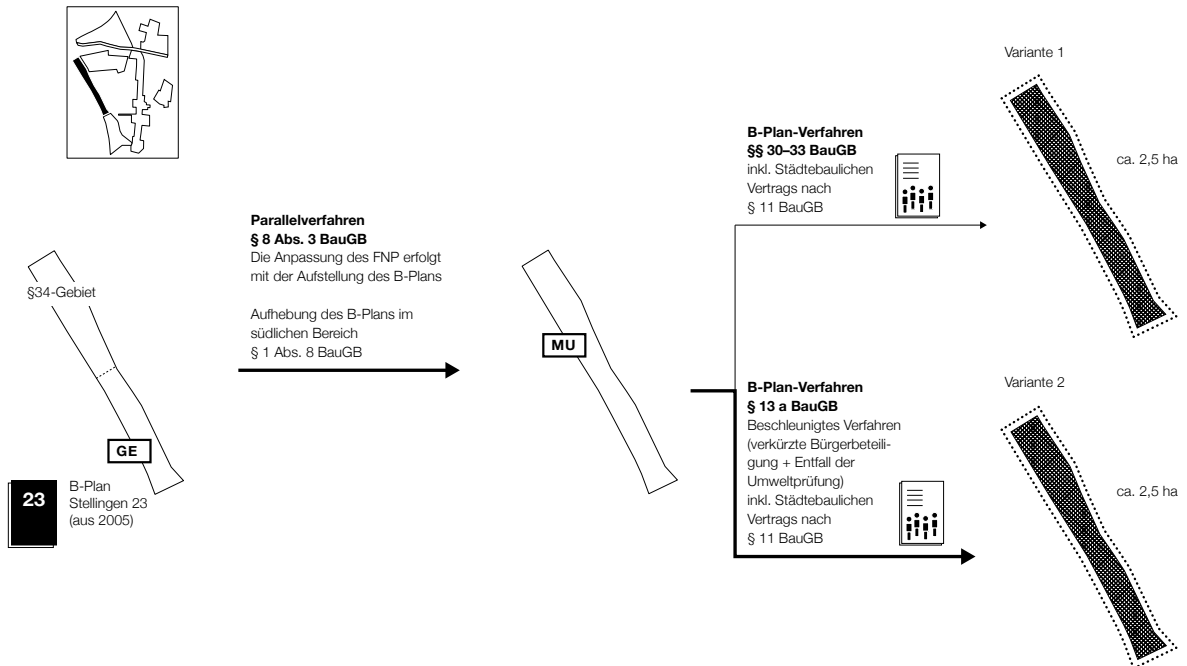 §34-Gebiet
GE
23
B-Plan
Stellingen 23
(aus 2005)
Parallelverfahren
§ 8 Abs. 3 BauGB
Die Anpassung des FNP erfolgt
mit der Aufstellung des B-Plans
Aufhebung des B-Plans im
südlichen Bereich
§ 1 Abs. 8 BauGB
MU
B-Plan-Verfahren
§§ 30–33 BauGB
inkl. Städtebaulichen
Vertrags nach
§ 11 BauGB
Variante 1
ca. 2,5 ha
B-Plan-Verfahren
§ 13 a BauGB
Beschleunigtes Verfahren
(verkürzte Bürgerbeteili-
gung + Entfall der
Umweltprüfung)
inkl. Städtebaulichen
Vertrags nach
§ 11 BauGB
Variante 2
ca. 2,5 ha